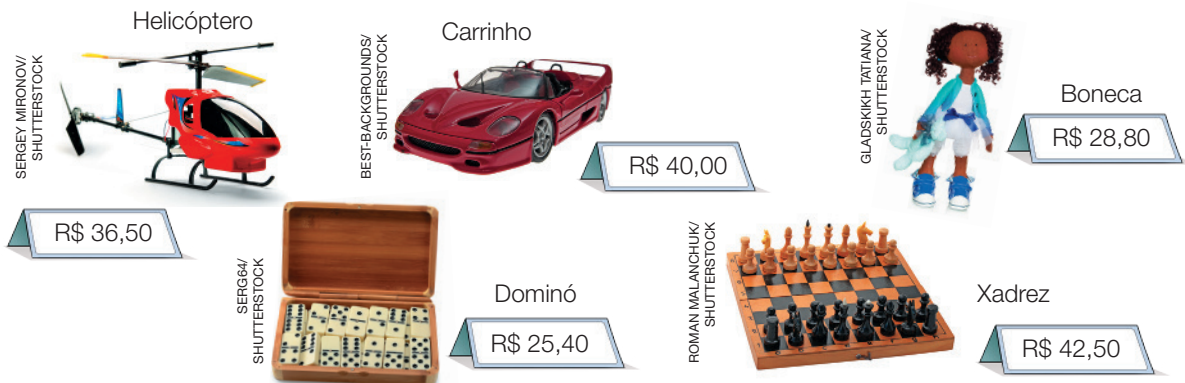 Helicóptero
SERGEY MIRONOV/
SHUTTERSTOCK
R$ 36,50
Carrinho
BEST-BACKGROUNDS/
SHUTTERSTOCK
R$ 40,00
GLADSKIKH TATIANA/
SHUTTERSTOCK
Boneca
R$ 28,80
SERG64/
SHUTTERSTOCK
Dominó
R$ 25,40
ROMAN MALANCHUK/
SHUTTERSTOCK
Xadrez
R$ 42,50